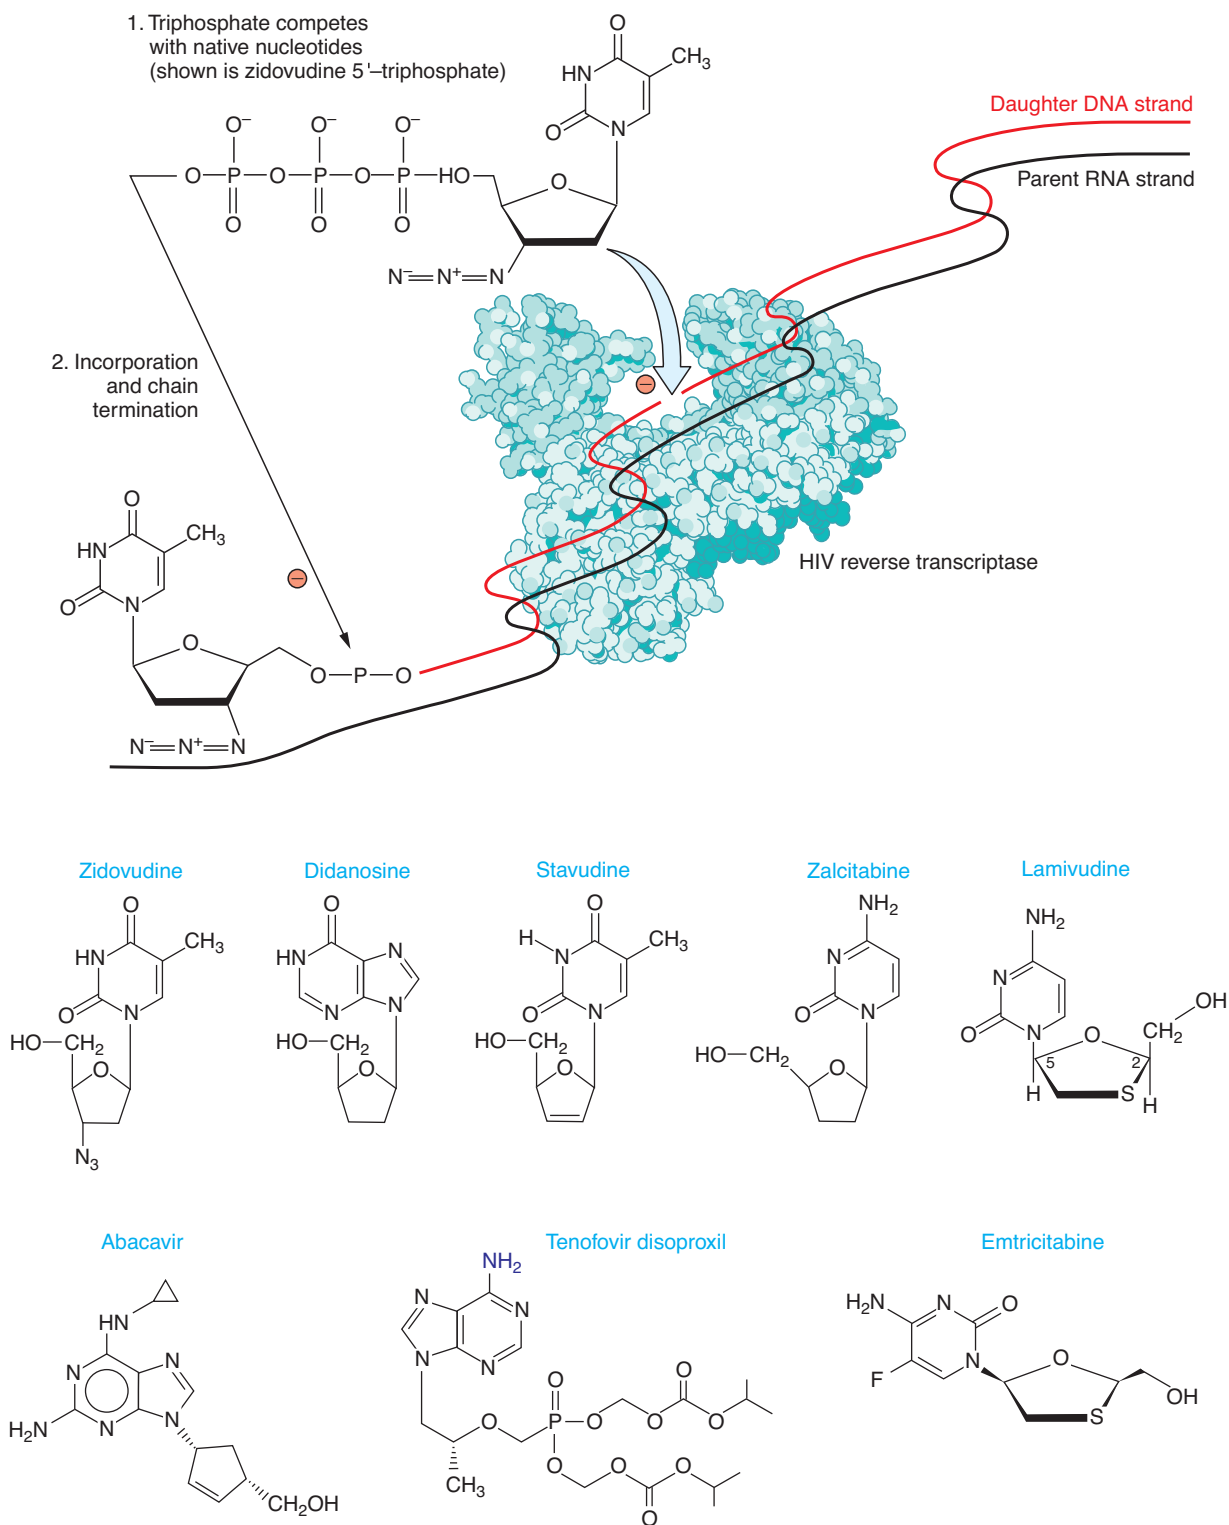 1. Triphosphate competes
with native nucleotides
(shown is zidovudine 5'–triphosphate)
O
CH3
HN
O
N
Daughter DNA strand
Parent RNA strand
O– O– O–
O P O P O P HO O
O O O
N– N+ N
2. Incorporation
and chain
termination
–
HIV reverse transcriptase
O
CH3
HN
–
O
N
O
O P O
N– N+ N
Zidovudine Didanosine Stavudine Zalcitabine Lamivudine
O O O NH2 NH2
HN CH3 HN N H N CH3 N N OH
O N N N O N O N O N O CH2
HO CH2 HO CH2 HO CH2 HO CH2 5 2
O O O O H S H
N3
Abacavir Tenofovir disoproxil Emtricitabine
NH2
HN N N H2N N O
N N N N F N O
H2N N N O O OH
O P O O O S
CH2OH O O O O
CH3 O